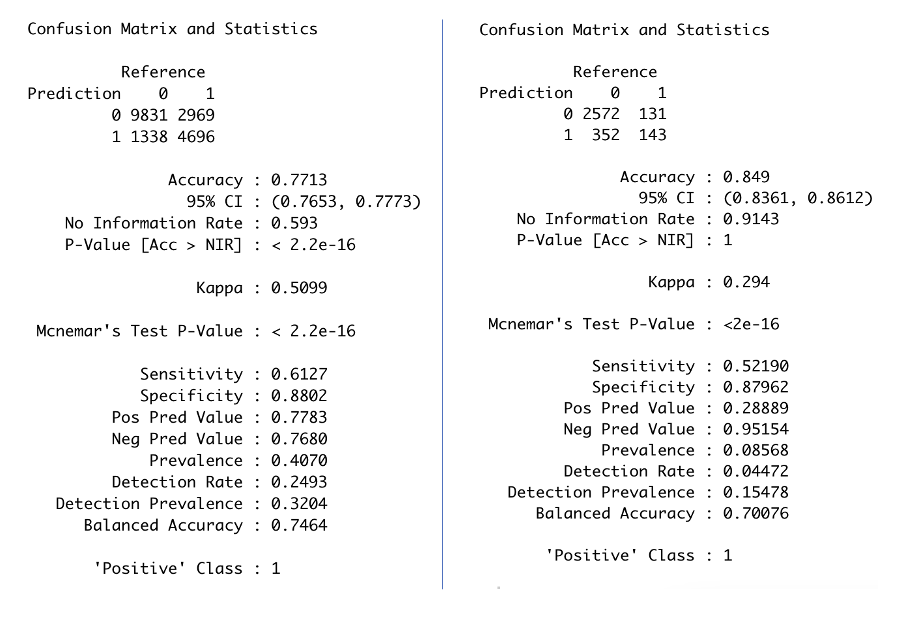 Confusion Matrix and Statistics
Reference
Prediction 0 1
0 9831 2969
1 1338 4696
Accuracy : 0.7713
95% CI : (0.7653, 0.7773)
No Information Rate : 0.593
P-Value [Acc > NIR] : < 2.2e-16
Kappa : 0.5099
Mcnemar's Test P-Value : < 2.2e-16
Sensitivity : 0.6127
Specificity : 0.8802
Pos Pred Value : 0.7783
Neg Pred Value : 0.7680
Prevalence : 0.4070
Detection Rate : 0.2493
Detection Prevalence : 0.3204
Balanced Accuracy : 0.7464
'Positive' Class : 1
Confusion Matrix and Statistics
Reference
Prediction 0 1
0 2572 131
1 352 143
Accuracy : 0.849
95% CI : (0.8361, 0.8612)
No Information Rate : 0.9143
P-Value [Acc > NIR] : 1
Kappa : 0.294
Mcnemar's Test P-Value : <2e-16
Sensitivity : 0.52190
Specificity : 0.87962
Pos Pred Value : 0.28889
Neg Pred Value : 0.95154
Prevalence : 0.08568
Detection Rate : 0.04472
Detection Prevalence : 0.15478
Balanced Accuracy : 0.70076
'Positive' Class : 1